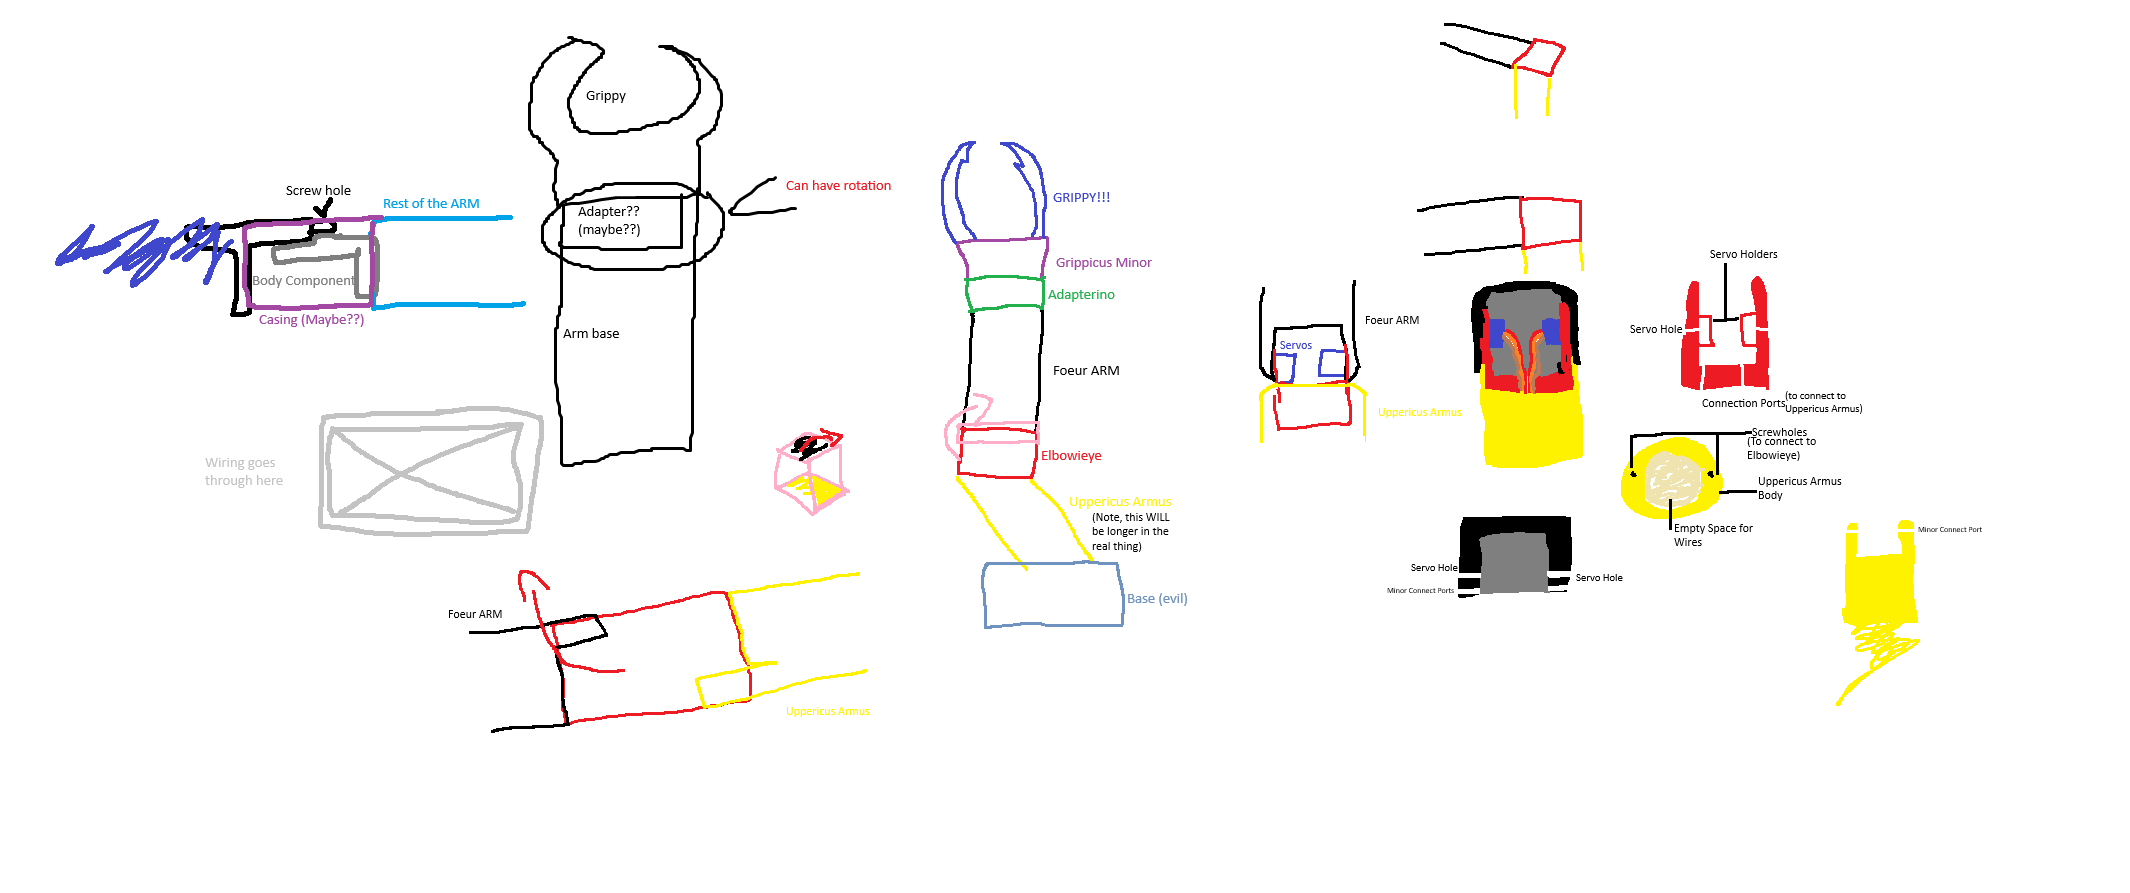 Grippy
Screw hole
Rest of the ARM
Can have rotation
Adapter??
(maybe??)
Body Component
Casing (Maybe??)
Arm base
Wiring goes
through here
Foeur ARM
Uppericus Armus
GRIPPY!!!
Grippicus Minor
Adapterino
Foeur ARM
Elbowieye
Uppericus Armus
(Note, this WILL
be longer in the
real thing)
Base (evil)
Foeur ARM
Servos
Uppericus Armus
Servo Holders
Servo Hole
Connection Ports
(to connect to
Uppericus Armus)
Screwholes
(To connect to
Elbowieye)
Uppericus Armus
Body
Empty Space for
Wires
Servo Hole
Servo Hole
Minor Connect Ports
Minor Connect Port